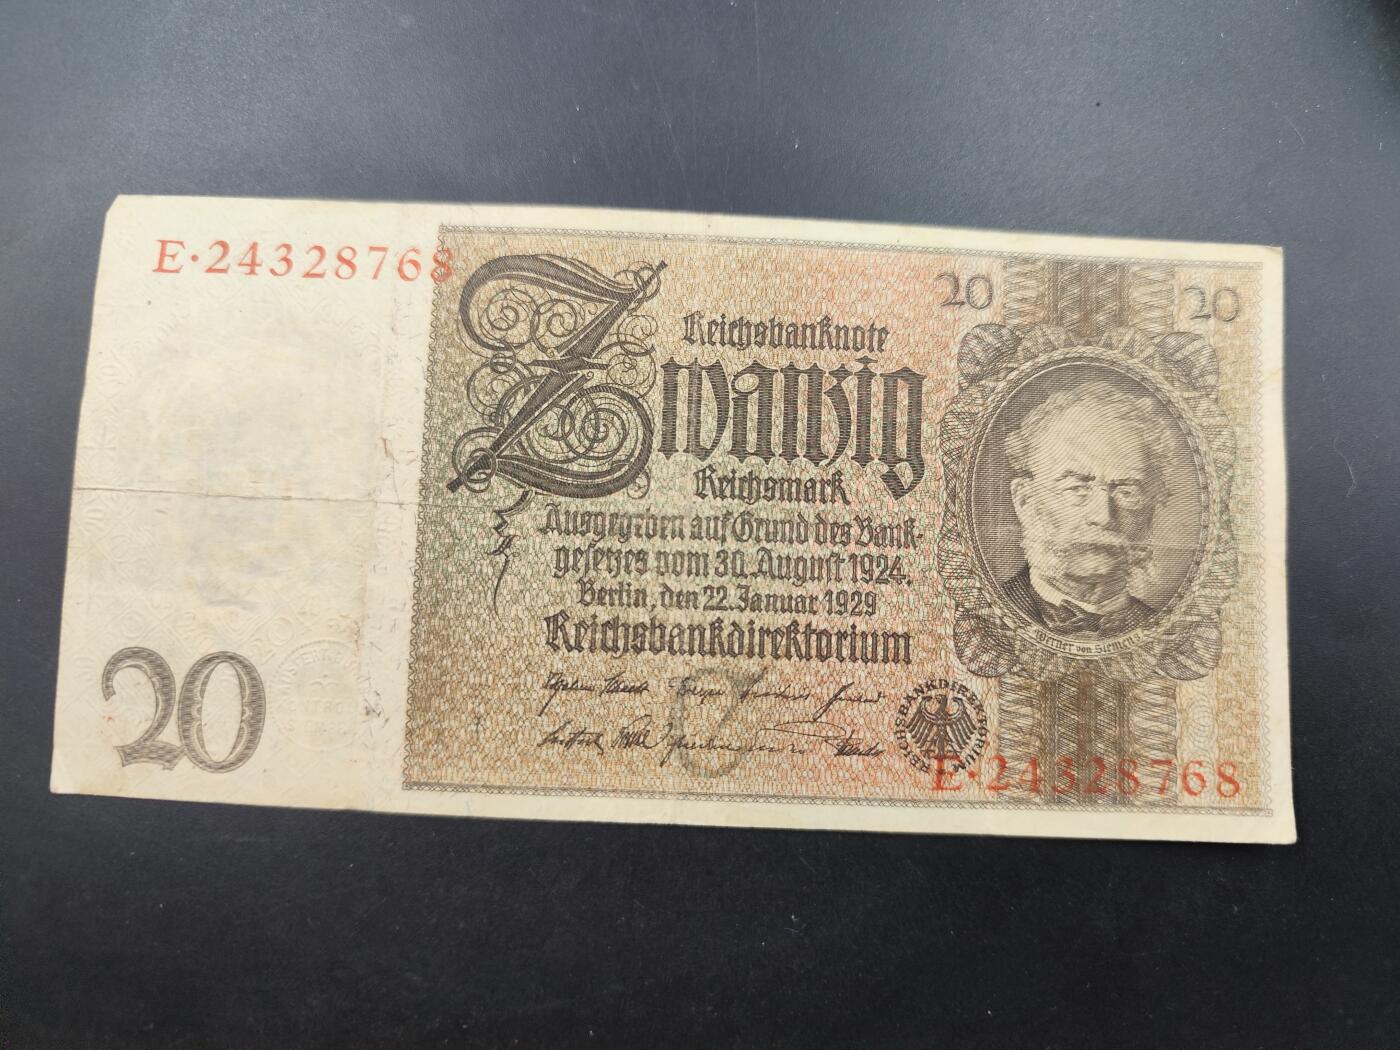 E·24328768
20
20
Reichsbanknote
Zwanzig
Reichsmark
Ausgegeben auf Grund des Bank-
gesetzes vom 30. August 1924.
Berlin, den 22. Januar 1929
Reichsbankdirektorium
Werner von Siemens
REICHSBANKDIREKTORIUM
20
E·24328768